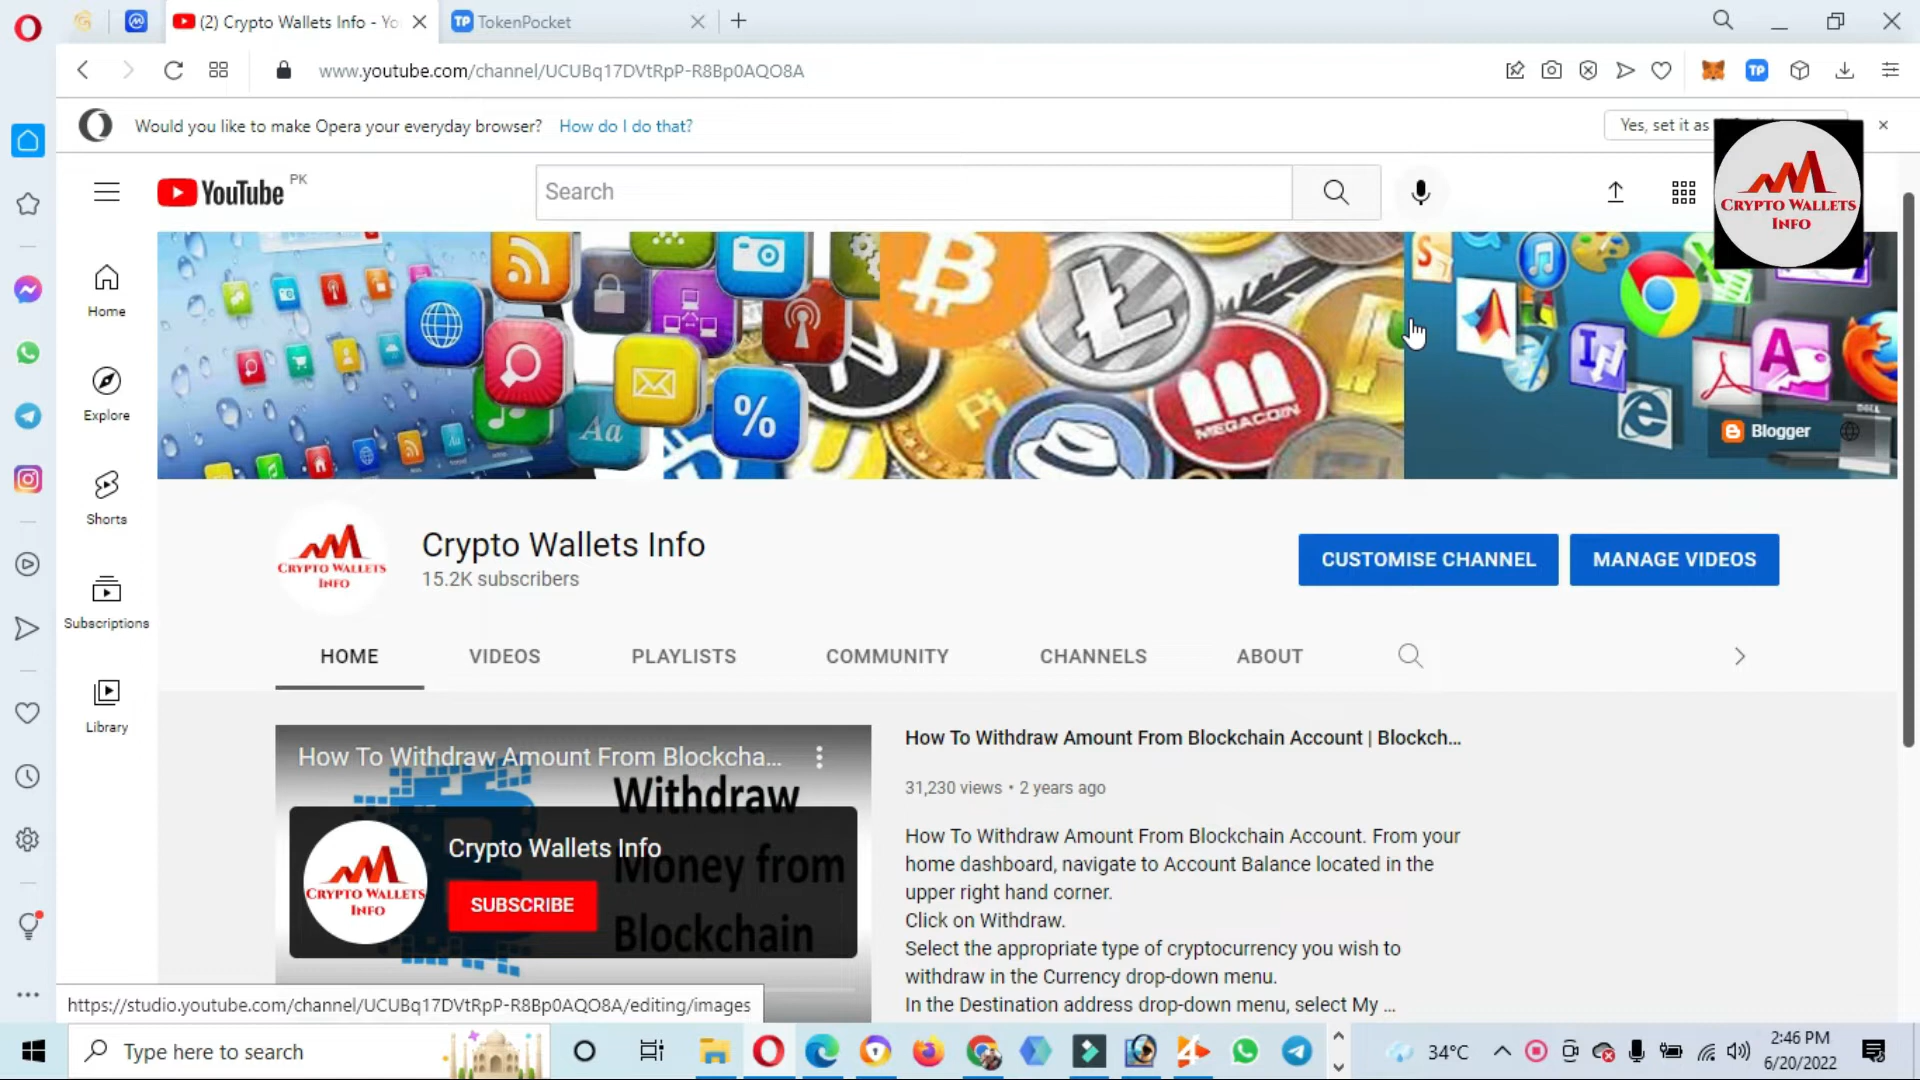 (2) Crypto Wallets Info - Yo
TP TokenPocket
www.youtube.com/channel/UCUBq17DVtRpP-R8Bp0AQO8A
TP
Would you like to make Opera your everyday browser? How do I do that?
Yes, set it as
YouTube PK
Search
CRYPTO WALLETS
INFO
Home
Explore
Shorts
Subscriptions
Library
Aa
%
Pi
MEGACOIN
DELL
Blogger
CRYPTO WALLETS
INFO
Crypto Wallets Info
15.2K subscribers
CUSTOMISE CHANNEL
MANAGE VIDEOS
HOME
VIDEOS
PLAYLISTS
COMMUNITY
CHANNELS
ABOUT
How To Withdraw Amount From Blockcha...
Withdraw
Money from
Blockchain
CRYPTO WALLETS
INFO
Crypto Wallets Info
SUBSCRIBE
How To Withdraw Amount From Blockchain Account | Blockch...
31,230 views • 2 years ago
How To Withdraw Amount From Blockchain Account. From your
home dashboard, navigate to Account Balance located in the
upper right hand corner.
Click on Withdraw.
Select the appropriate type of cryptocurrency you wish to
withdraw in the Currency drop-down menu.
In the Destination address drop-down menu, select My ...
https://studio.youtube.com/channel/UCUBq17DVtRpP-R8Bp0AQO8A/editing/images
Type here to search
34°C
2:46 PM
6/20/2022